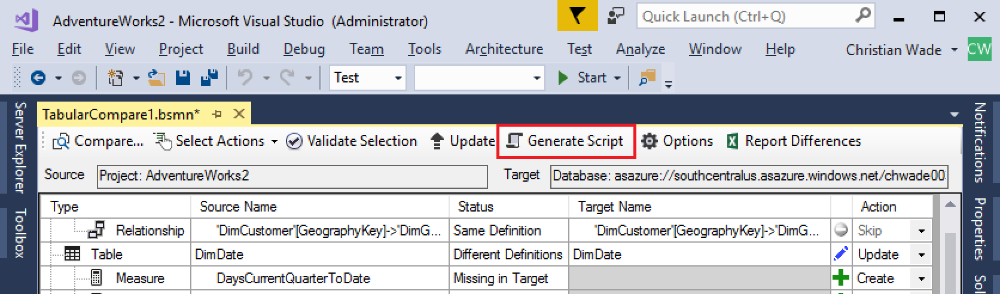 AdventureWorks2 - Microsoft Visual Studio (Administrator) Quick Launch (Ctrl+Q)
File Edit View Project Build Debug Team Tools Architecture Test Analyze Window Help Christian Wade CW
Test Start
TabularCompare1.bsmn*
Compare... Select Actions Validate Selection Update Generate Script Options Report Differences
Source Project: AdventureWorks2 Target Database: asazure://southcentralus.asazure.windows.net/chwade00
Type Source Name Status Target Name Action
Relationship 'DimCustomer'[GeographyKey]->'DimG... Same Definition 'DimCustomer'[GeographyKey]->'DimG... Skip
Table DimDate Different Definitions DimDate Update
Measure DaysCurrentQuarterToDate Missing in Target Create
Server Explorer
Toolbox
Notifications
Properties
Sol